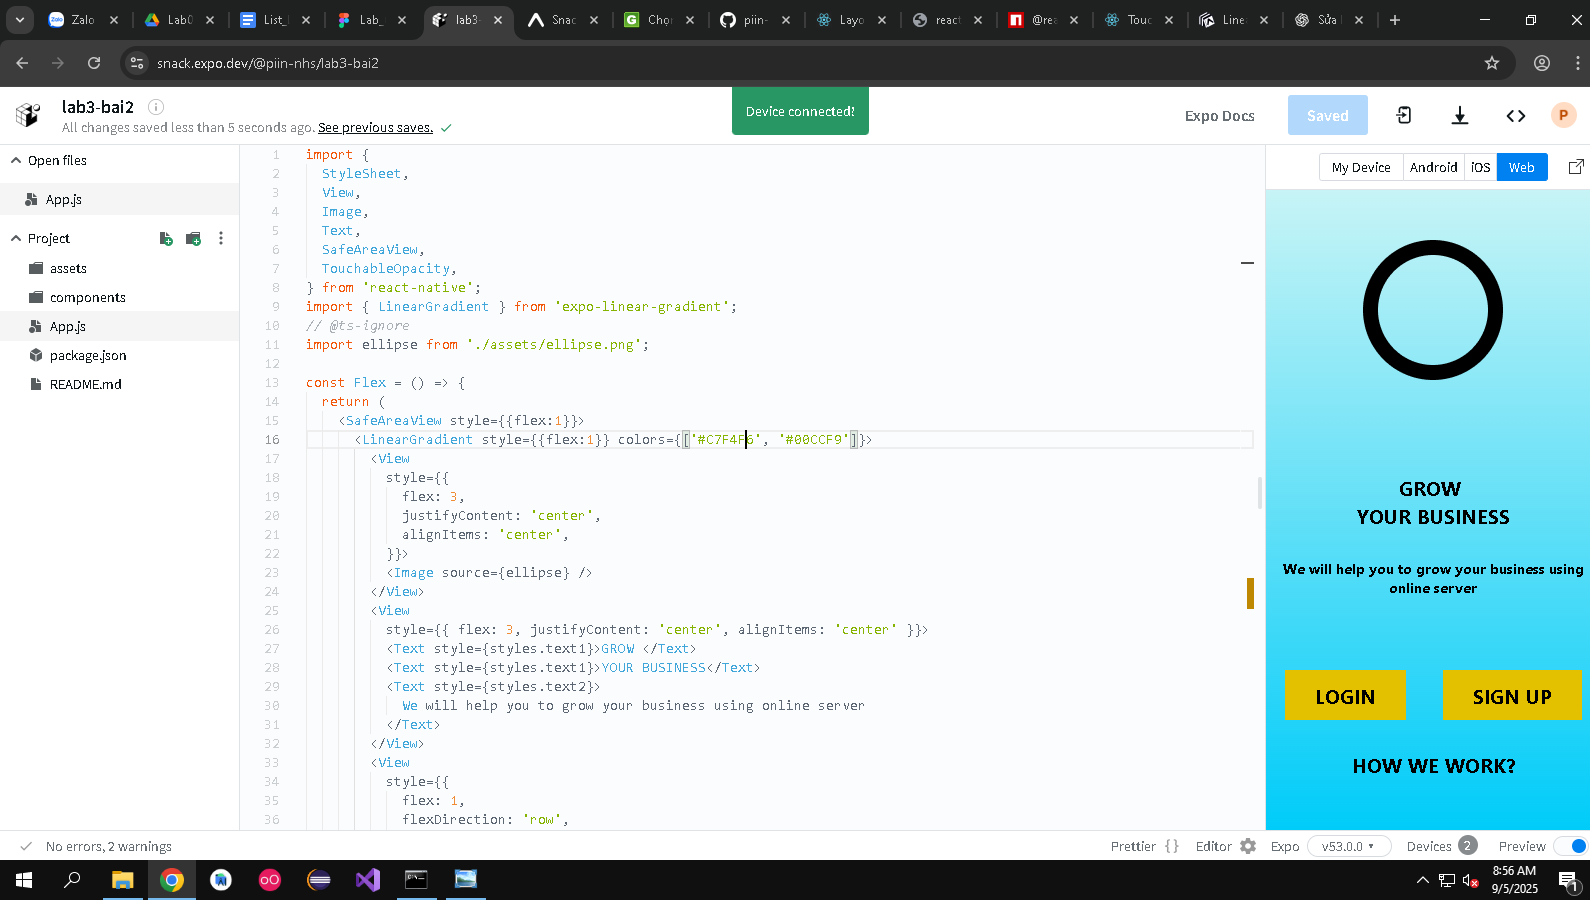 Zalo
Lab0
List_l
Lab_
lab3-
Snac
Chọn
piin-
Layo
react
@rea
Touc
Line
Sửa
snack.expo.dev/@piin-nhs/lab3-bai2
lab3-bai2
All changes saved less than 5 seconds ago. See previous saves.
Device connected!
Expo Docs
Saved
P
Open files
App.js
Project
assets
components
App.js
package.json
README.md
1 import {
2 StyleSheet,
3 View,
4 Image,
5 Text,
6 SafeAreaView,
7 TouchableOpacity,
8 } from 'react-native';
9 import { LinearGradient } from 'expo-linear-gradient';
10 // @ts-ignore
11 import ellipse from './assets/ellipse.png';
12
13 const Flex = () => {
14 return (
15 <SafeAreaView style={{flex:1}}>
16 <LinearGradient style={{flex:1}} colors={['#C7F4F6', '#00CCF9']}>
17 <View
18 style={{
19 flex: 3,
20 justifyContent: 'center',
21 alignItems: 'center',
22 }}>
23 <Image source={ellipse} />
24 </View>
25 <View
26 style={{ flex: 3, justifyContent: 'center', alignItems: 'center' }}>
27 <Text style={styles.text1}>GROW </Text>
28 <Text style={styles.text1}>YOUR BUSINESS</Text>
29 <Text style={styles.text2}>
30 We will help you to grow your business using online server
31 </Text>
32 </View>
33 <View
34 style={{
35 flex: 1,
36 flexDirection: 'row',
My Device
Android
iOS
Web
GROW
YOUR BUSINESS
We will help you to grow your business using
online server
LOGIN
SIGN UP
HOW WE WORK?
No errors, 2 warnings
Prettier {}
Editor
Expo
v53.0.0
Devices 2
Preview
8:56 AM
9/5/2025
1